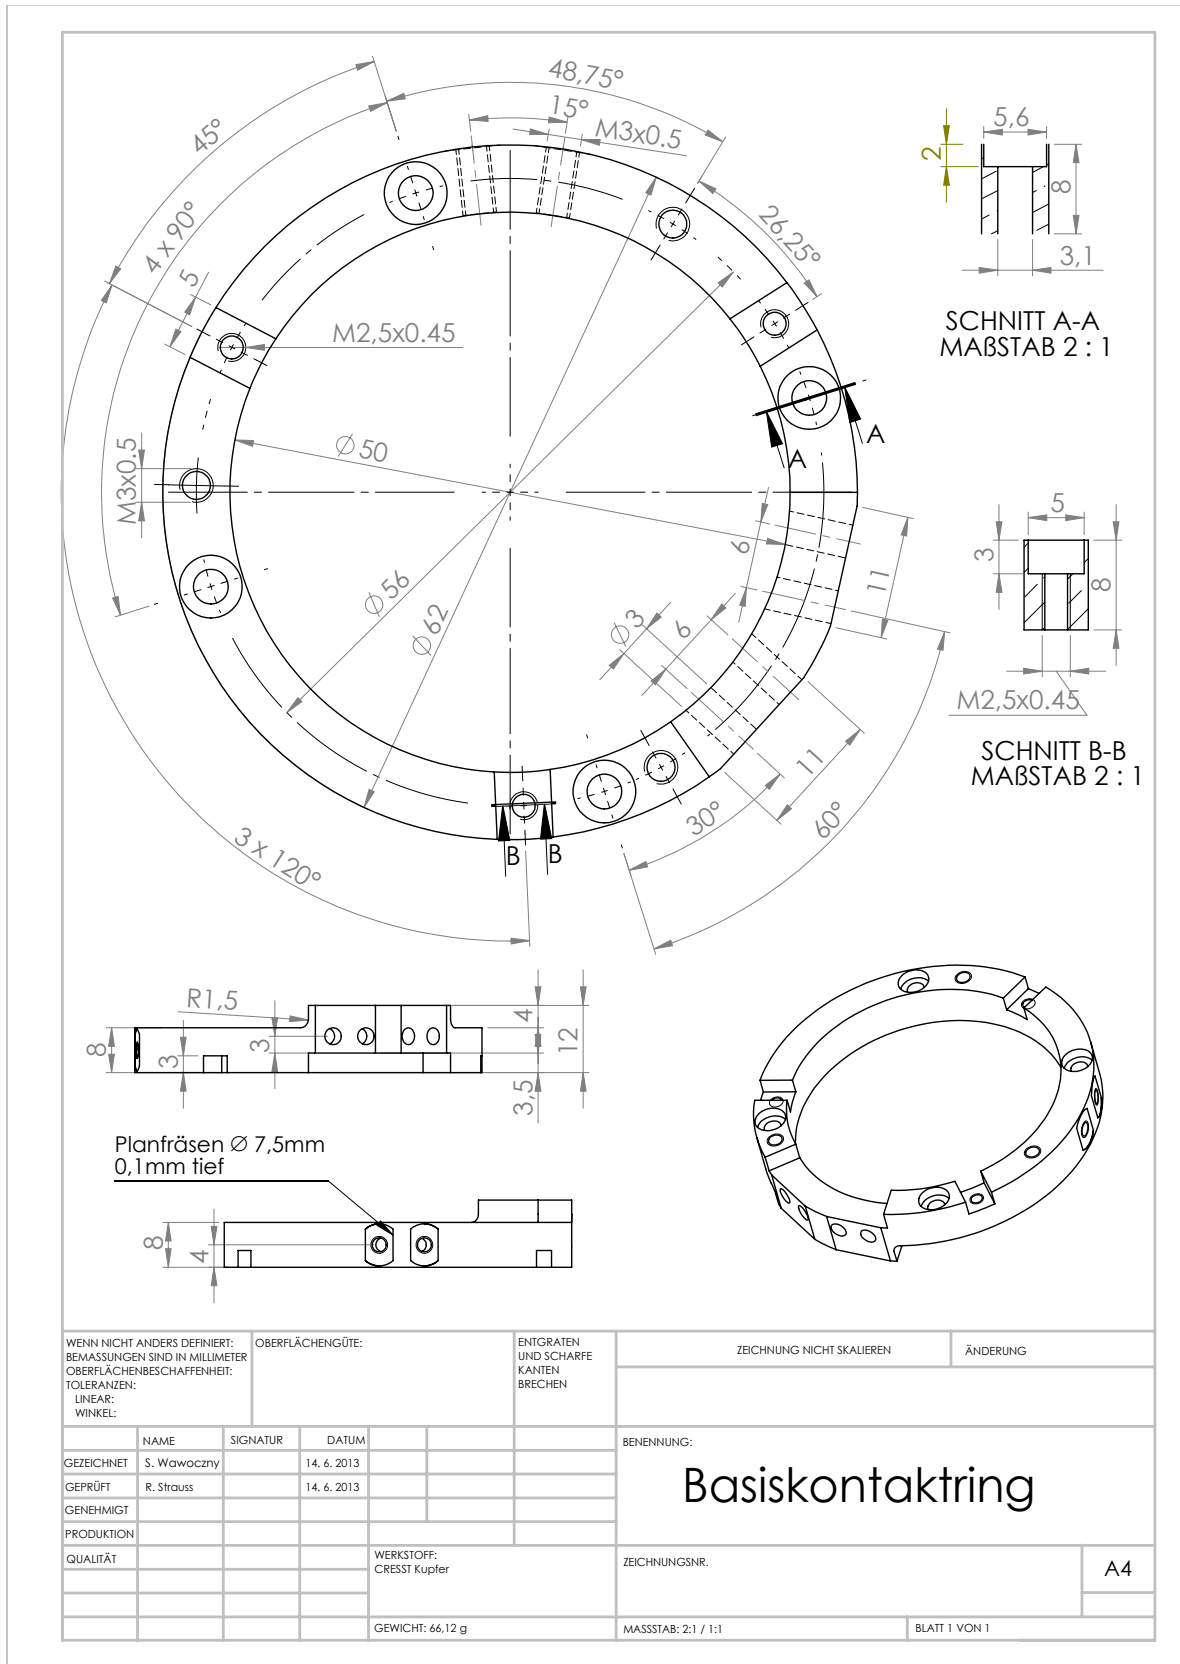 48,75°
15°
M3x0.5
45°
4 x 90°
5
26,25°
M2,5x0.45
5,6
2
8
3,1
SCHNITT A-A
MAßSTAB 2 : 1
M3x0.5
Ø 50
A
A
Ø 56
Ø 62
6
11
Ø 3
6
11
30°
60°
3 x 120°
B
B
5
3
8
M2,5x0.45
SCHNITT B-B
MAßSTAB 2 : 1
R1,5
8
3
3
4
12
3,5
Planfräsen Ø 7,5mm
0,1mm tief
8
4
WENN NICHT ANDERS DEFINIERT:
BEMASSUNGEN SIND IN MILLIMETER
OBERFLÄCHENBESCHAFFENHEIT:
TOLERANZEN:
LINEAR:
WINKEL:
OBERFLÄCHENGÜTE:
ENTGRATEN
UND SCHARFE
KANTEN
BRECHEN
ZEICHNUNG NICHT SKALIEREN
ÄNDERUNG
NAME SIGNATUR DATUM
GEZEICHNET S. Wawoczny 14. 6. 2013
GEPRÜFT R. Strauss 14. 6. 2013
GENEHMIGT
PRODUKTION
QUALITÄT
BENENNUNG:
Basiskontaktring
WERKSTOFF:
CRESST Kupfer
ZEICHNUNGSNR.
A4
GEWICHT: 66,12 g
MASSSTAB: 2:1 / 1:1
BLATT 1 VON 1